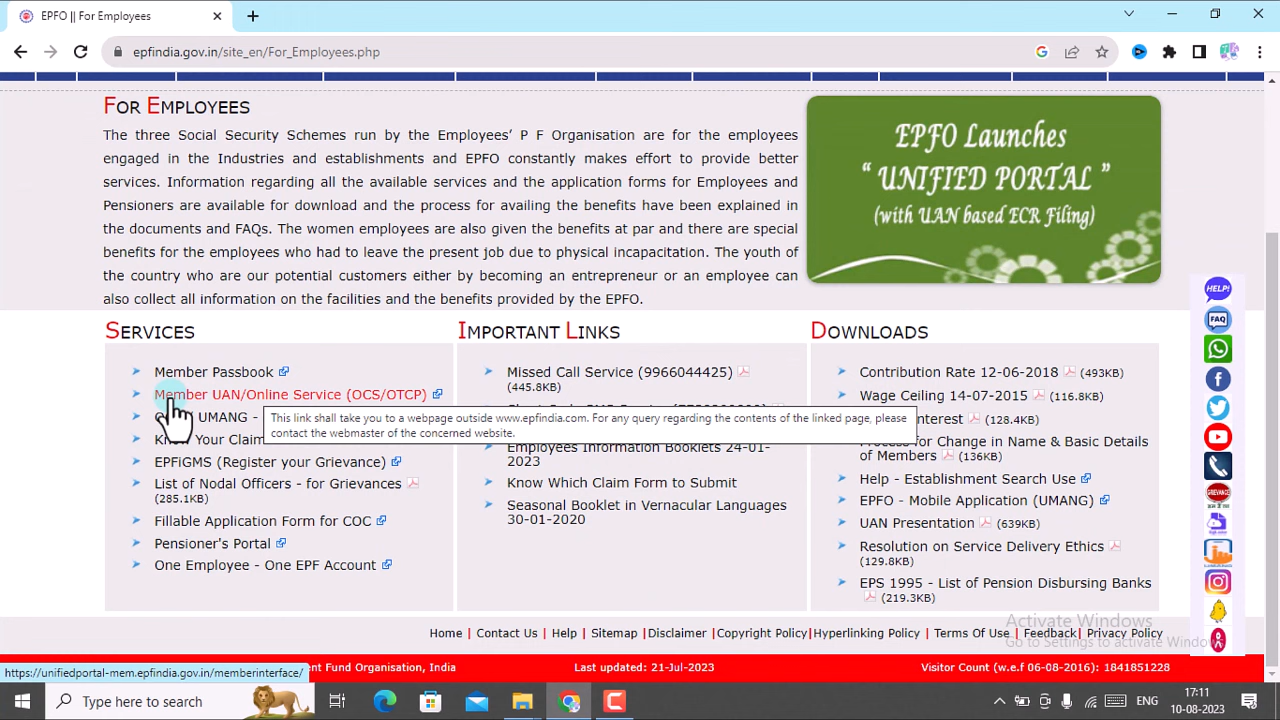 EPFO || For Employees
epfindia.gov.in/site_en/For_Employees.php
FOR EMPLOYEES
The three Social Security Schemes run by the Employees' P F Organisation are for the employees
engaged in the Industries and establishments and EPFO constantly makes effort to provide better
services. Information regarding all the available services and the application forms for Employees and
Pensioners are available for download and the process for availing the benefits have been explained in
the documents and FAQs. The women employees are also given the benefits at par and there are special
benefits for the employees who had to leave the present job due to physical incapacitation. The youth of
the country who are our potential customers either by becoming an entrepreneur or an employee can
also collect all information on the facilities and the benefits provided by the EPFO.
EPFO Launches
“ UNIFIED PORTAL ”
(with UAN based ECR Filing)
SERVICES
Member Passbook
Member UAN/Online Service (OCS/OTCP)
UMANG -
Know Your Claim
EPFiGMS (Register your Grievance)
List of Nodal Officers - for Grievances
(285.1KB)
Fillable Application Form for COC
Pensioner's Portal
One Employee - One EPF Account
This link shall take you to a webpage outside www.epfindia.com. For any query regarding the contents of the linked page, please
contact the webmaster of the concerned website.
IMPORTANT LINKS
Missed Call Service (9966044425)
(445.8KB)
Employees Information Booklets 24-01-
2023
Know Which Claim Form to Submit
Seasonal Booklet in Vernacular Languages
30-01-2020
DOWNLOADS
Contribution Rate 12-06-2018 (493KB)
Wage Ceiling 14-07-2015 (116.8KB)
Interest (128.4KB)
Process for Change in Name & Basic Details
of Members (136KB)
Help - Establishment Search Use
EPFO - Mobile Application (UMANG)
UAN Presentation (639KB)
Resolution on Service Delivery Ethics
(129.8KB)
EPS 1995 - List of Pension Disbursing Banks
(219.3KB)
HELP!
FAQ
Activate Windows
Go to Settings to activate Windows
Home | Contact Us | Help | Sitemap |Disclaimer |Copyright Policy|Hyperlinking Policy | Terms Of Use | Feedback| Privacy Policy
https://unifiedportal-mem.epfindia.gov.in/memberinterface/
Fund Organisation, India
Last updated: 21-Jul-2023
Visitor Count (w.e.f 06-08-2016): 1841851228
Type here to search
ENG
17:11
10-08-2023